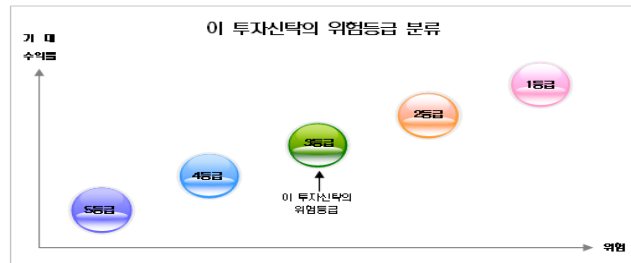 이 투자신탁의 위험등급 분류
기 대
수익률
1등급
2등급
3등급
4등급
5등급
이 투자신탁의
위험등급
위험